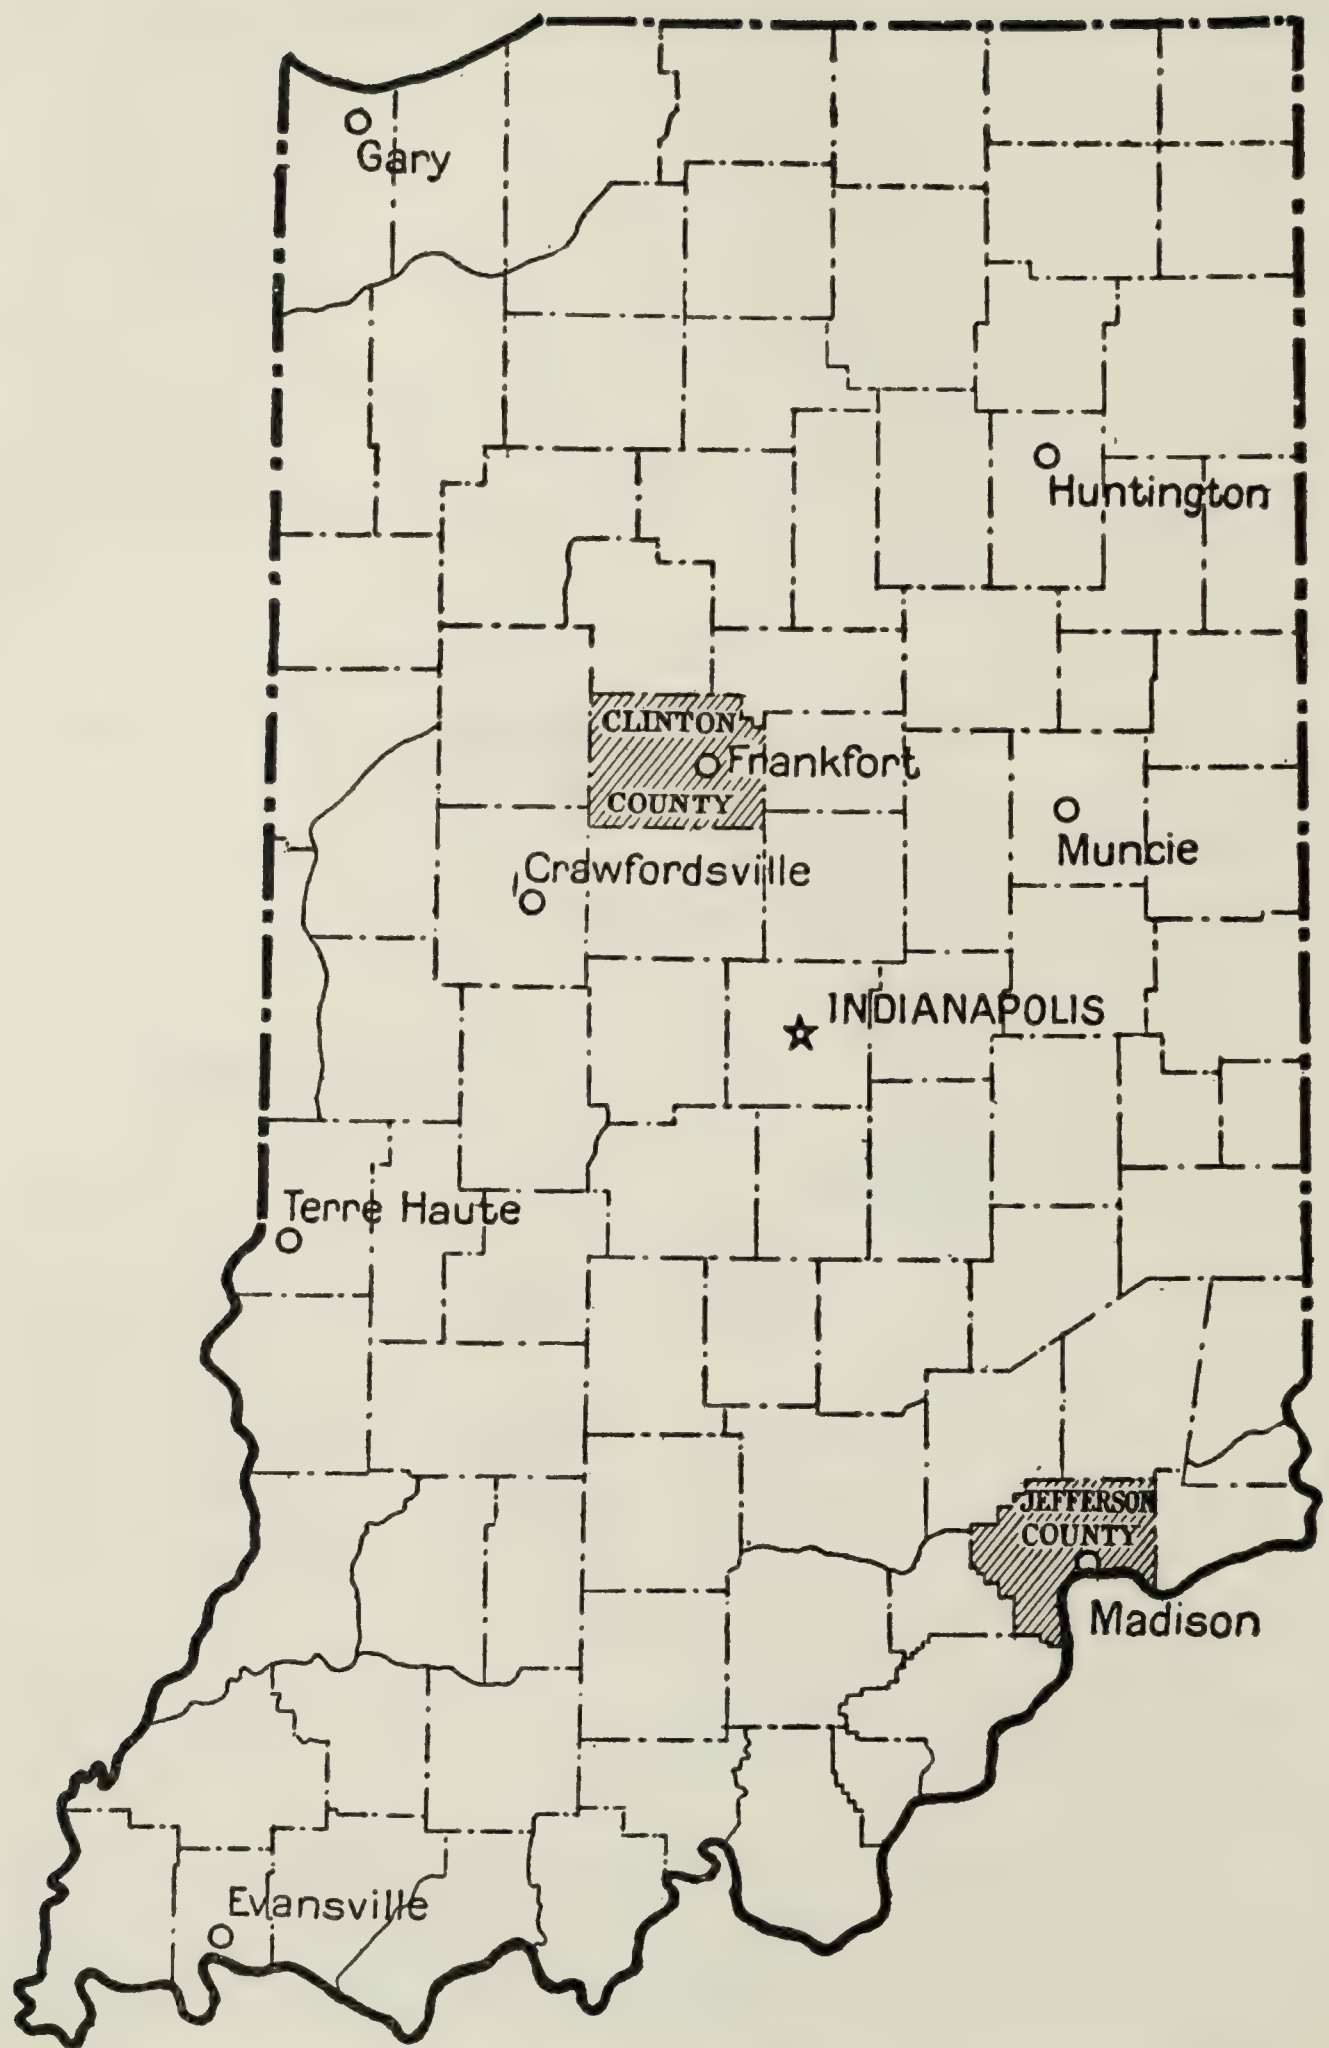 Gary
Huntington
CLINTON
Frankfort
COUNTY
Muncie
Crawfordsville
INDIANAPOLIS
Terre Haute
JEFFERSON
COUNTY
Madison
Evansville